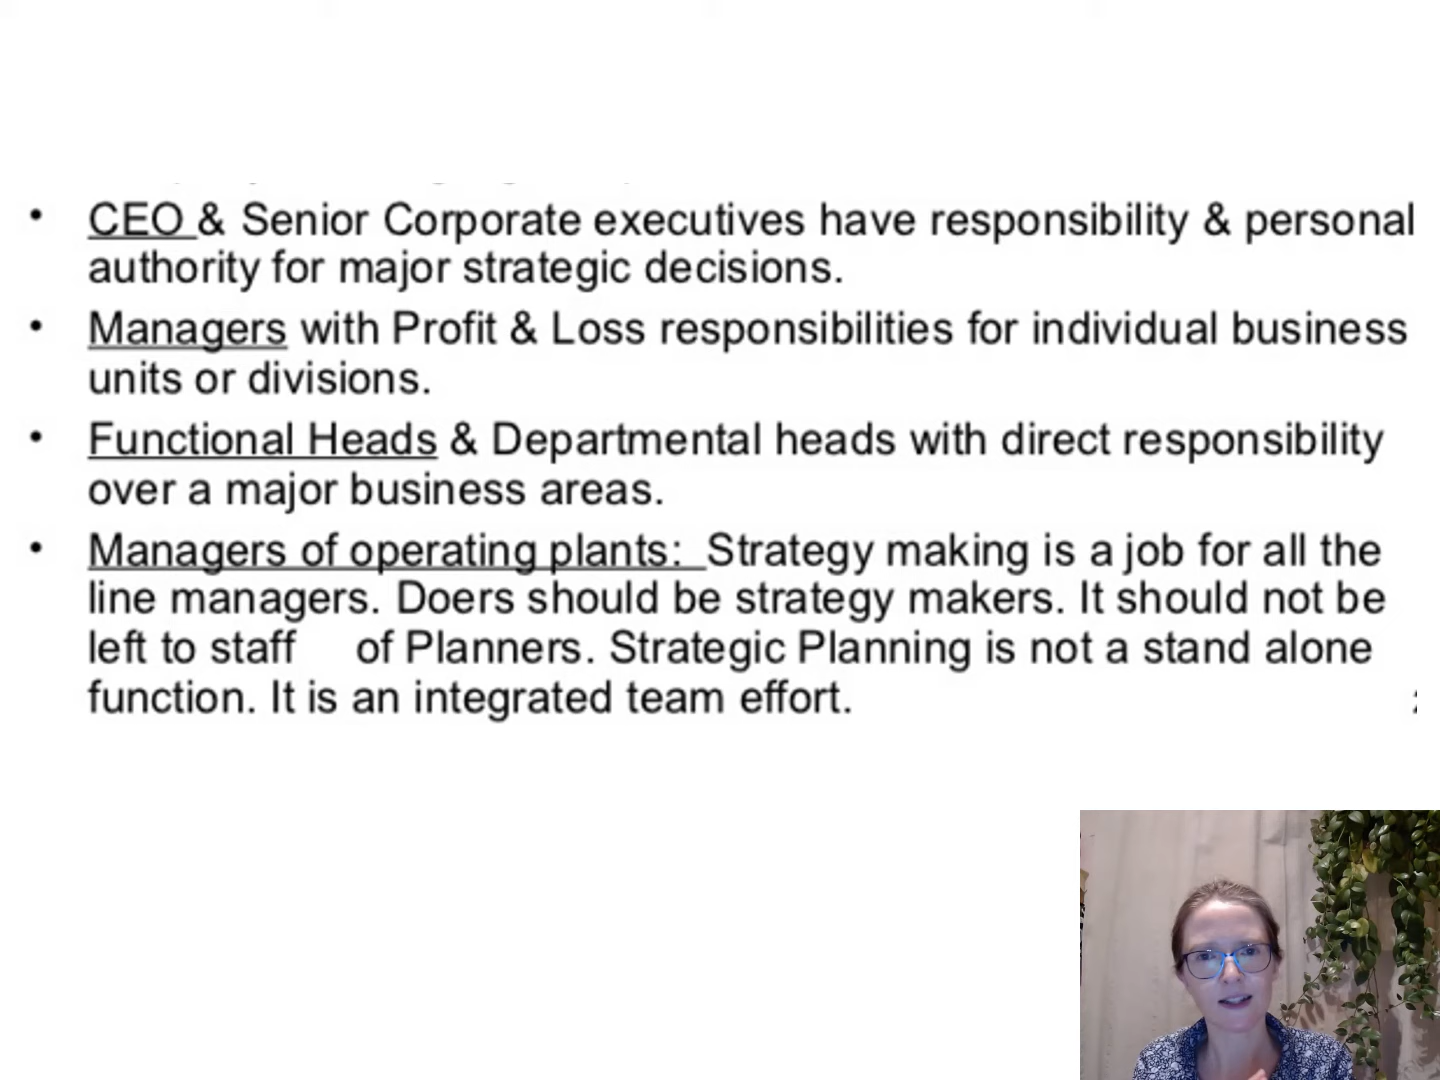 • CEO & Senior Corporate executives have responsibility & personal
authority for major strategic decisions.
• Managers with Profit & Loss responsibilities for individual business
units or divisions.
• Functional Heads & Departmental heads with direct responsibility
over a major business areas.
• Managers of operating plants: Strategy making is a job for all the
line managers. Doers should be strategy makers. It should not be
left to staff of Planners. Strategic Planning is not a stand alone
function. It is an integrated team effort.